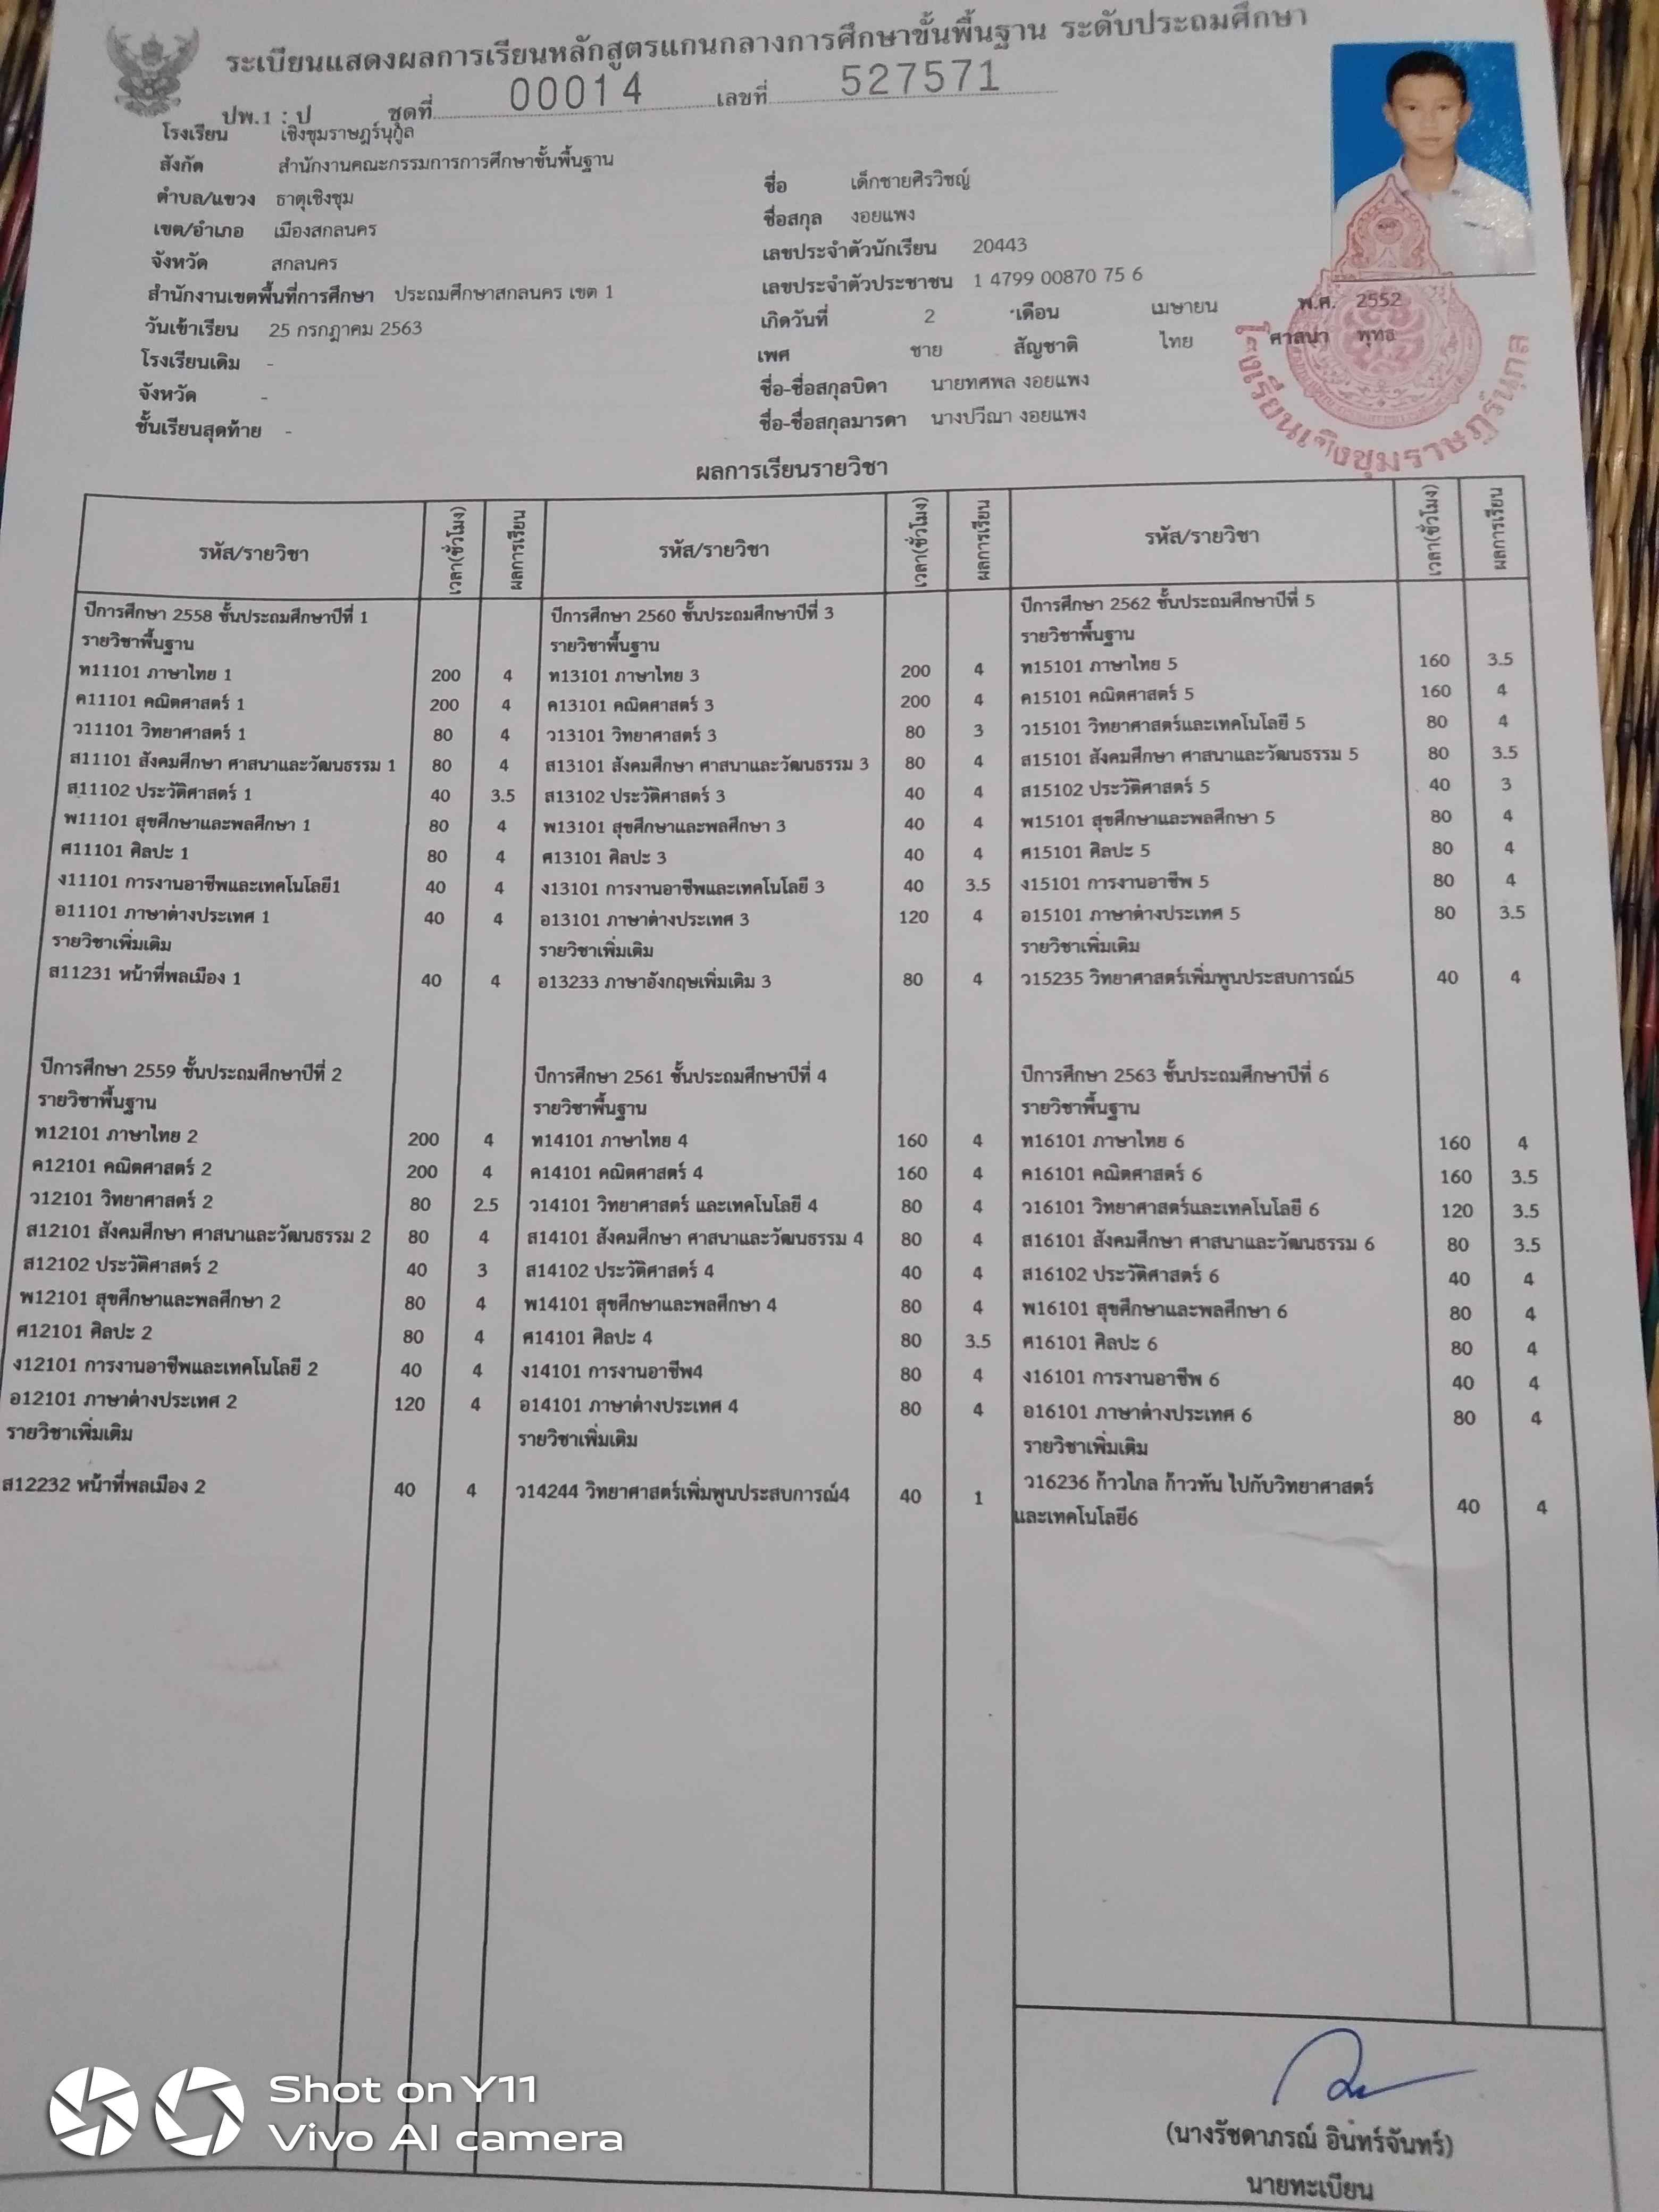 ระเบียนแสดงผลการเรียนหลักสูตรแกนกลางการศึกษาขั้นพื้นฐาน ระดับประถมศึกษา
ปพ.1 : ป ชุดที่ 00014 เลขที่ 527571
โรงเรียน เชิงชุมราษฎร์นุกูล
สังกัด สำนักงานคณะกรรมการการศึกษาขั้นพื้นฐาน
ตำบล/แขวง ธาตุเชิงชุม
เขต/อำเภอ เมืองสกลนคร
จังหวัด สกลนคร
สำนักงานเขตพื้นที่การศึกษา ประถมศึกษาสกลนคร เขต 1
วันเข้าเรียน 25 กรกฎาคม 2563
โรงเรียนเดิม -
จังหวัด -
ชั้นเรียนสุดท้าย -
ชื่อ เด็กชายศิรวิชญ์
ชื่อสกุล งอยแพง
เลขประจำตัวนักเรียน 20443
เลขประจำตัวประชาชน 1 4799 00870 75 6
เกิดวันที่ 2 เดือน เมษายน พ.ศ. 2552
เพศ ชาย สัญชาติ ไทย ศาสนา พุทธ
ชื่อ-ชื่อสกุลบิดา นายทศพล งอยแพง
ชื่อ-ชื่อสกุลมารดา นางปวีณา งอยแพง
โรงเรียนเชิงชุมราษฎร์นุกูล
ผลการเรียนรายวิชา
รหัส/รายวิชา เวลา(ชั่วโมง) ผลการเรียน รหัส/รายวิชา เวลา(ชั่วโมง) ผลการเรียน รหัส/รายวิชา เวลา(ชั่วโมง) ผลการเรียน
ปีการศึกษา 2558 ชั้นประถมศึกษาปีที่ 1
รายวิชาพื้นฐาน
ท11101 ภาษาไทย 1 200 4
ค11101 คณิตศาสตร์ 1 200 4
ว11101 วิทยาศาสตร์ 1 80 4
ส11101 สังคมศึกษา ศาสนาและวัฒนธรรม 1 80 4
ส11102 ประวัติศาสตร์ 1 40 3.5
พ11101 สุขศึกษาและพลศึกษา 1 80 4
ศ11101 ศิลปะ 1 80 4
ง11101 การงานอาชีพและเทคโนโลยี1 40 4
อ11101 ภาษาต่างประเทศ 1 40 4
รายวิชาเพิ่มเติม
ส11231 หน้าที่พลเมือง 1 40 4
ปีการศึกษา 2559 ชั้นประถมศึกษาปีที่ 2
รายวิชาพื้นฐาน
ท12101 ภาษาไทย 2 200 4
ค12101 คณิตศาสตร์ 2 200 4
ว12101 วิทยาศาสตร์ 2 80 2.5
ส12101 สังคมศึกษา ศาสนาและวัฒนธรรม 2 80 4
ส12102 ประวัติศาสตร์ 2 40 3
พ12101 สุขศึกษาและพลศึกษา 2 80 4
ศ12101 ศิลปะ 2 80 4
ง12101 การงานอาชีพและเทคโนโลยี 2 40 4
อ12101 ภาษาต่างประเทศ 2 120 4
รายวิชาเพิ่มเติม
ส12232 หน้าที่พลเมือง 2 40 4
ปีการศึกษา 2560 ชั้นประถมศึกษาปีที่ 3
รายวิชาพื้นฐาน
ท13101 ภาษาไทย 3 200 4
ค13101 คณิตศาสตร์ 3 200 4
ว13101 วิทยาศาสตร์ 3 80 3
ส13101 สังคมศึกษา ศาสนาและวัฒนธรรม 3 80 4
ส13102 ประวัติศาสตร์ 3 40 4
พ13101 สุขศึกษาและพลศึกษา 3 40 4
ศ13101 ศิลปะ 3 40 4
ง13101 การงานอาชีพและเทคโนโลยี 3 40 3.5
อ13101 ภาษาต่างประเทศ 3 120 4
รายวิชาเพิ่มเติม
อ13233 ภาษาอังกฤษเพิ่มเติม 3 80 4
ปีการศึกษา 2561 ชั้นประถมศึกษาปีที่ 4
รายวิชาพื้นฐาน
ท14101 ภาษาไทย 4 160 4
ค14101 คณิตศาสตร์ 4 160 4
ว14101 วิทยาศาสตร์ และเทคโนโลยี 4 80 4
ส14101 สังคมศึกษา ศาสนาและวัฒนธรรม 4 80 4
ส14102 ประวัติศาสตร์ 4 40 4
พ14101 สุขศึกษาและพลศึกษา 4 80 4
ศ14101 ศิลปะ 4 80 3.5
ง14101 การงานอาชีพ4 80 4
อ14101 ภาษาต่างประเทศ 4 80 4
รายวิชาเพิ่มเติม
ว14244 วิทยาศาสตร์เพิ่มพูนประสบการณ์4 40 1
ปีการศึกษา 2562 ชั้นประถมศึกษาปีที่ 5
รายวิชาพื้นฐาน
ท15101 ภาษาไทย 5 160 3.5
ค15101 คณิตศาสตร์ 5 160 4
ว15101 วิทยาศาสตร์และเทคโนโลยี 5 80 4
ส15101 สังคมศึกษา ศาสนาและวัฒนธรรม 5 80 3.5
ส15102 ประวัติศาสตร์ 5 40 3
พ15101 สุขศึกษาและพลศึกษา 5 80 4
ศ15101 ศิลปะ 5 80 4
ง15101 การงานอาชีพ 5 80 4
อ15101 ภาษาต่างประเทศ 5 80 3.5
รายวิชาเพิ่มเติม
ว15235 วิทยาศาสตร์เพิ่มพูนประสบการณ์5 40 4
ปีการศึกษา 2563 ชั้นประถมศึกษาปีที่ 6
รายวิชาพื้นฐาน
ท16101 ภาษาไทย 6 160 4
ค16101 คณิตศาสตร์ 6 160 3.5
ว16101 วิทยาศาสตร์และเทคโนโลยี 6 120 3.5
ส16101 สังคมศึกษา ศาสนาและวัฒนธรรม 6 80 3.5
ส16102 ประวัติศาสตร์ 6 40 4
พ16101 สุขศึกษาและพลศึกษา 6 80 4
ศ16101 ศิลปะ 6 80 4
ง16101 การงานอาชีพ 6 40 4
อ16101 ภาษาต่างประเทศ 6 80 4
รายวิชาเพิ่มเติม
ว16236 ก้าวไกล ก้าวทัน ไปกับวิทยาศาสตร์
และเทคโนโลยี6 40 4
(นางรัชดาภรณ์ อินทร์จันทร์)
นายทะเบียน
Shot on Y11
Vivo AI camera